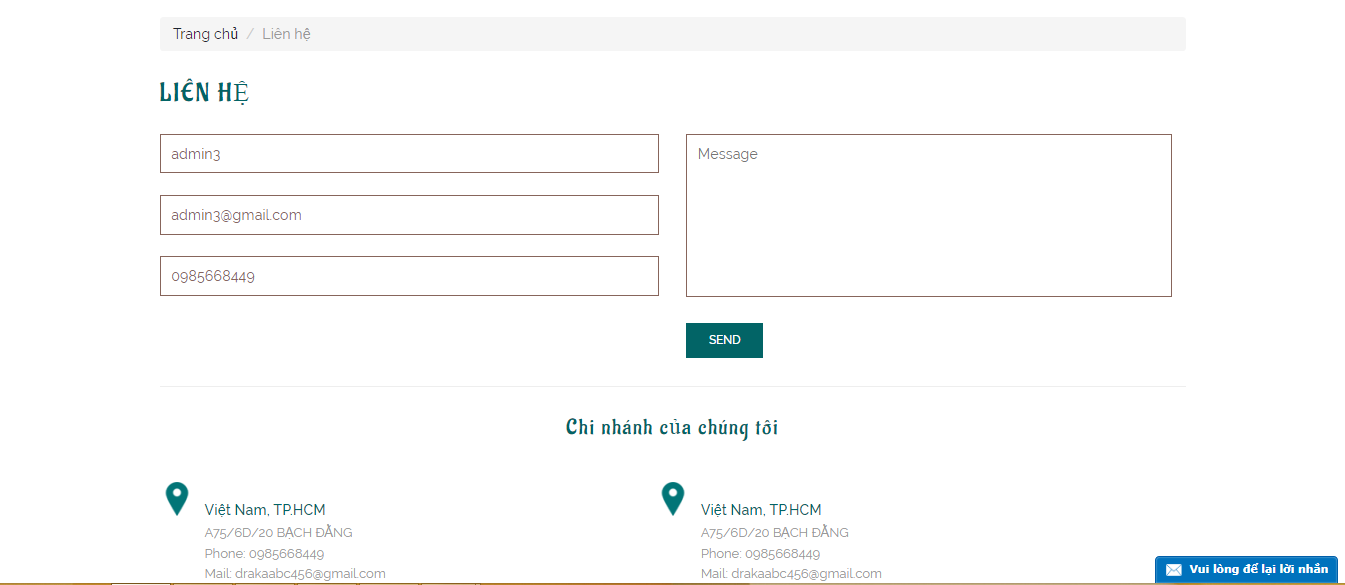 Trang chủ / Liên hệ
LIÊN HỆ
admin3
admin3@gmail.com
0985668449
Message
SEND
Chi nhánh của chúng tôi
Việt Nam, TP.HCM
A75/6D/20 BẠCH ĐẰNG
Phone: 0985668449
Mail: drakaabc456@gmail.com
Việt Nam, TP.HCM
A75/6D/20 BẠCH ĐẰNG
Phone: 0985668449
Mail: drakaabc456@gmail.com
Vui lòng để lại lời nhắn